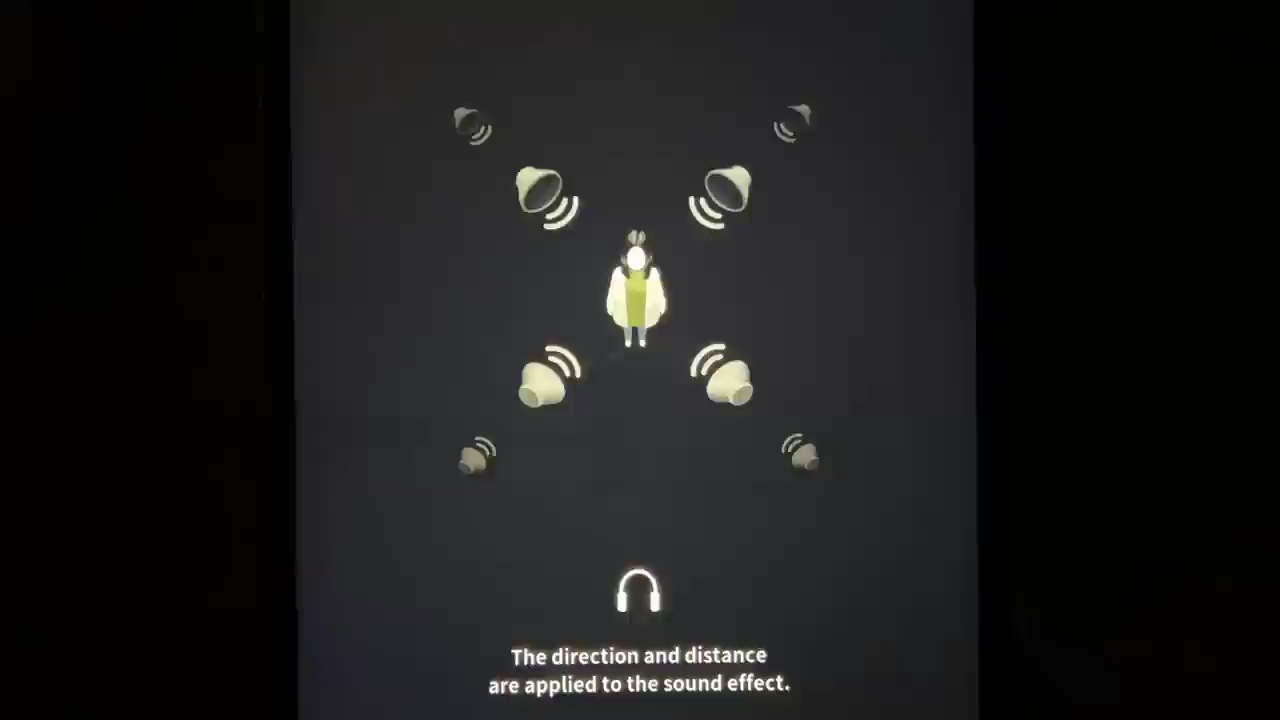 The direction and distance
are applied to the sound effect.